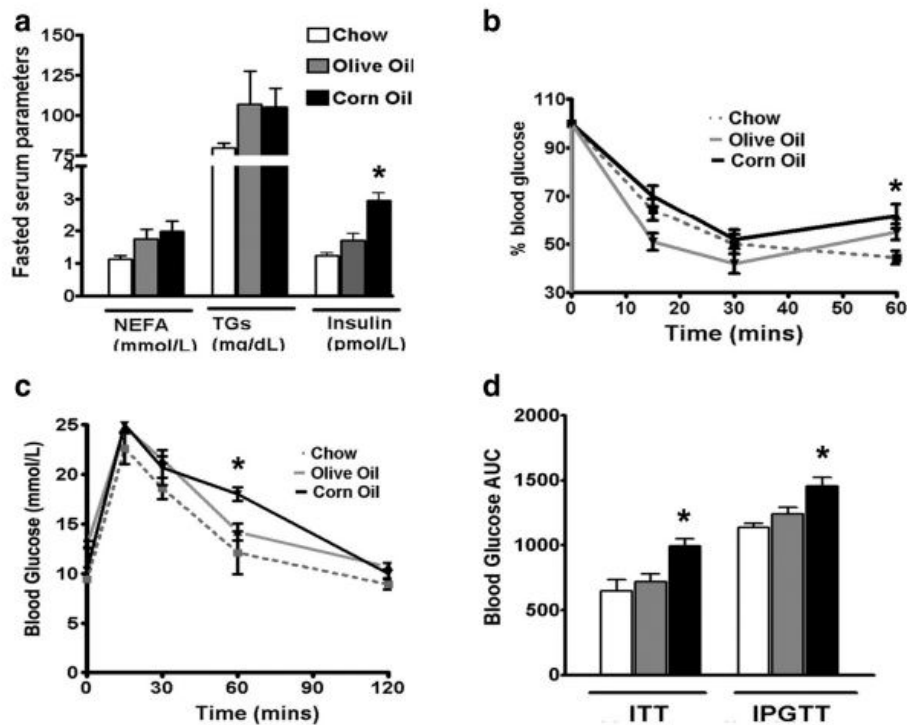 a
Fasted serum parameters
150
125
100
75
4
3
2
1
0
Chow
Olive Oil
Corn Oil
*
NEFA
(mmol/L)
TGs
(mg/dL)
Insulin
(pmol/L)
b
% blood glucose
110
90
70
50
30
Chow
Olive Oil
Corn Oil
*
0 10 20 30 40 50 60
Time (mins)
c
Blood Glucose (mmol/L)
25
20
15
10
5
0
Chow
Olive Oil
Corn Oil
*
0 30 60 90 120
Time (mins)
d
Blood Glucose AUC
2000
1500
1000
500
0
*
*
ITT
IPGTT